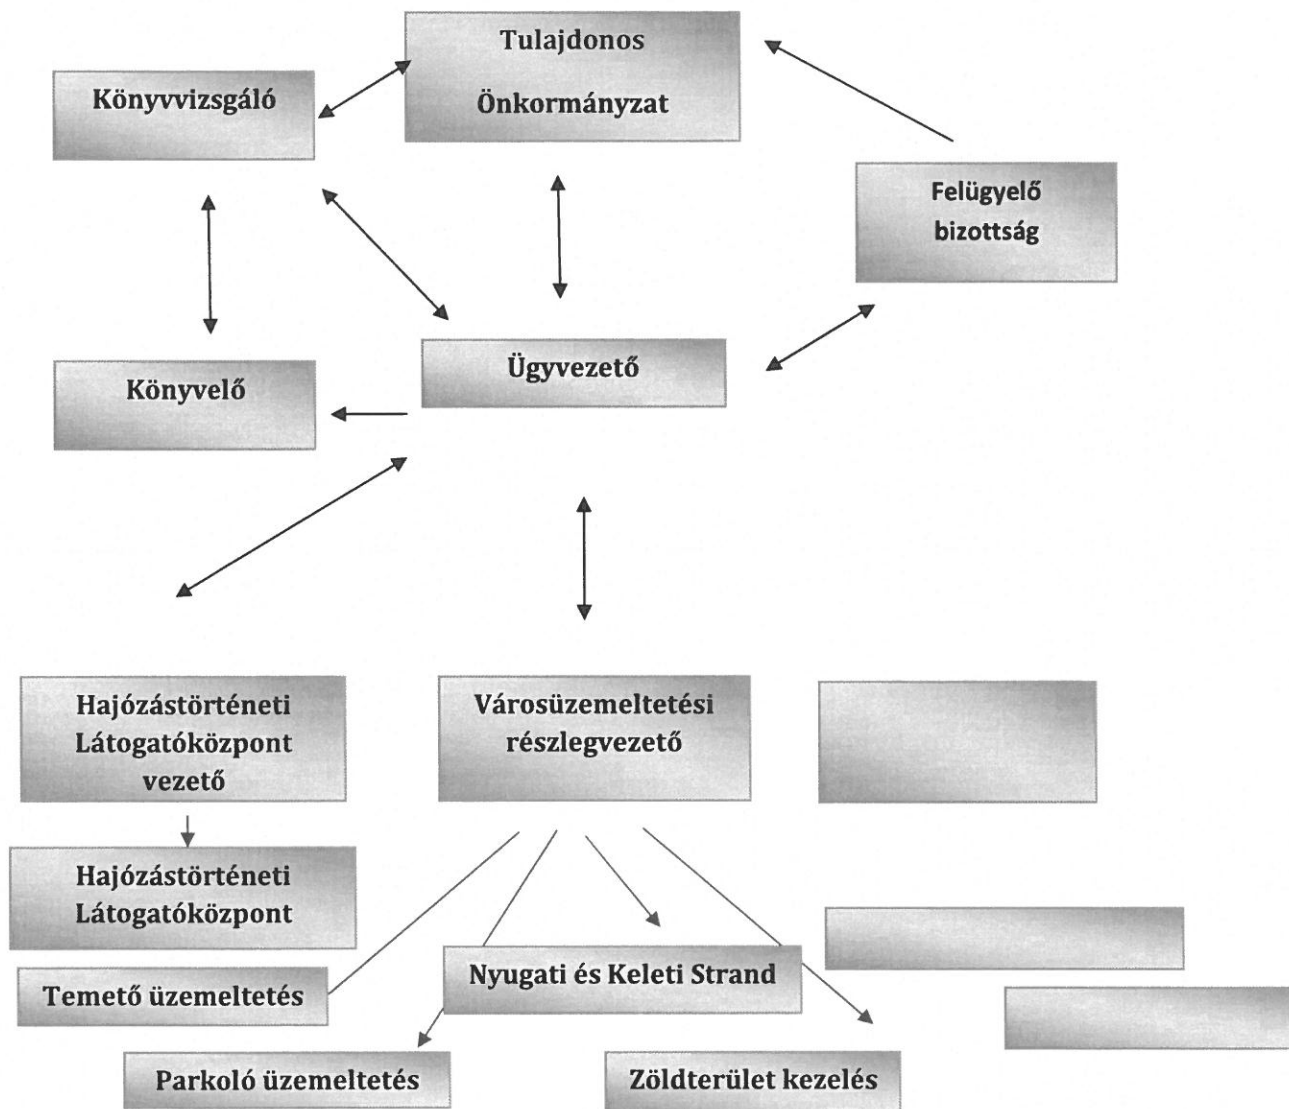 Tulajdonos
Önkormányzat
Könyvvizsgáló
Felügyelő
bizottság
Ügyvezető
Könyvelő
Hajózástörténeti
Látogatóközpont
vezető
Városüzemeltetési
részlegvezető
Hajózástörténeti
Látogatóközpont
Temető üzemeltetés
Nyugati és Keleti Strand
Parkoló üzemeltetés
Zöldterület kezelés